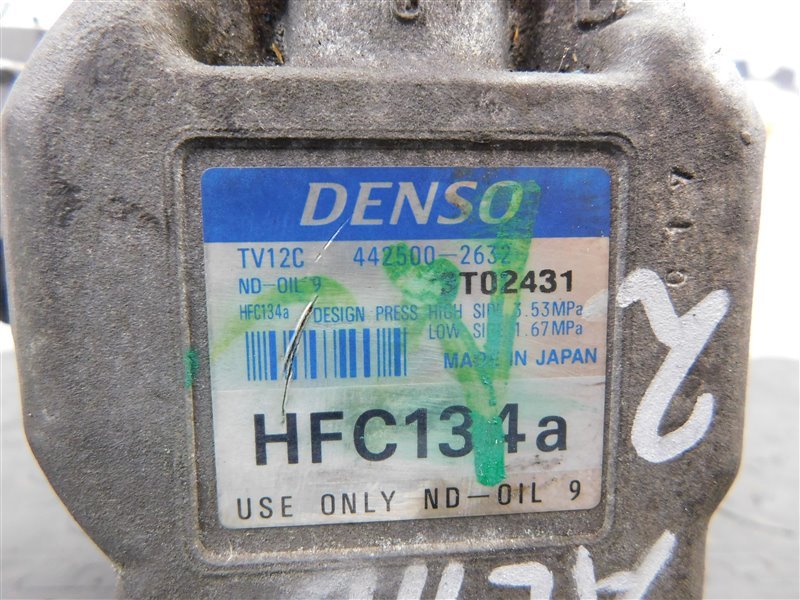 DENSO
TV12C 442500-2632
ND-OIL 9 T02431
HFC134a DESIGN PRESS HIGH SIDE 3.53MPa
LOW SIDE 1.67MPa
MADE IN JAPAN
HFC134a
USE ONLY ND-OIL 9